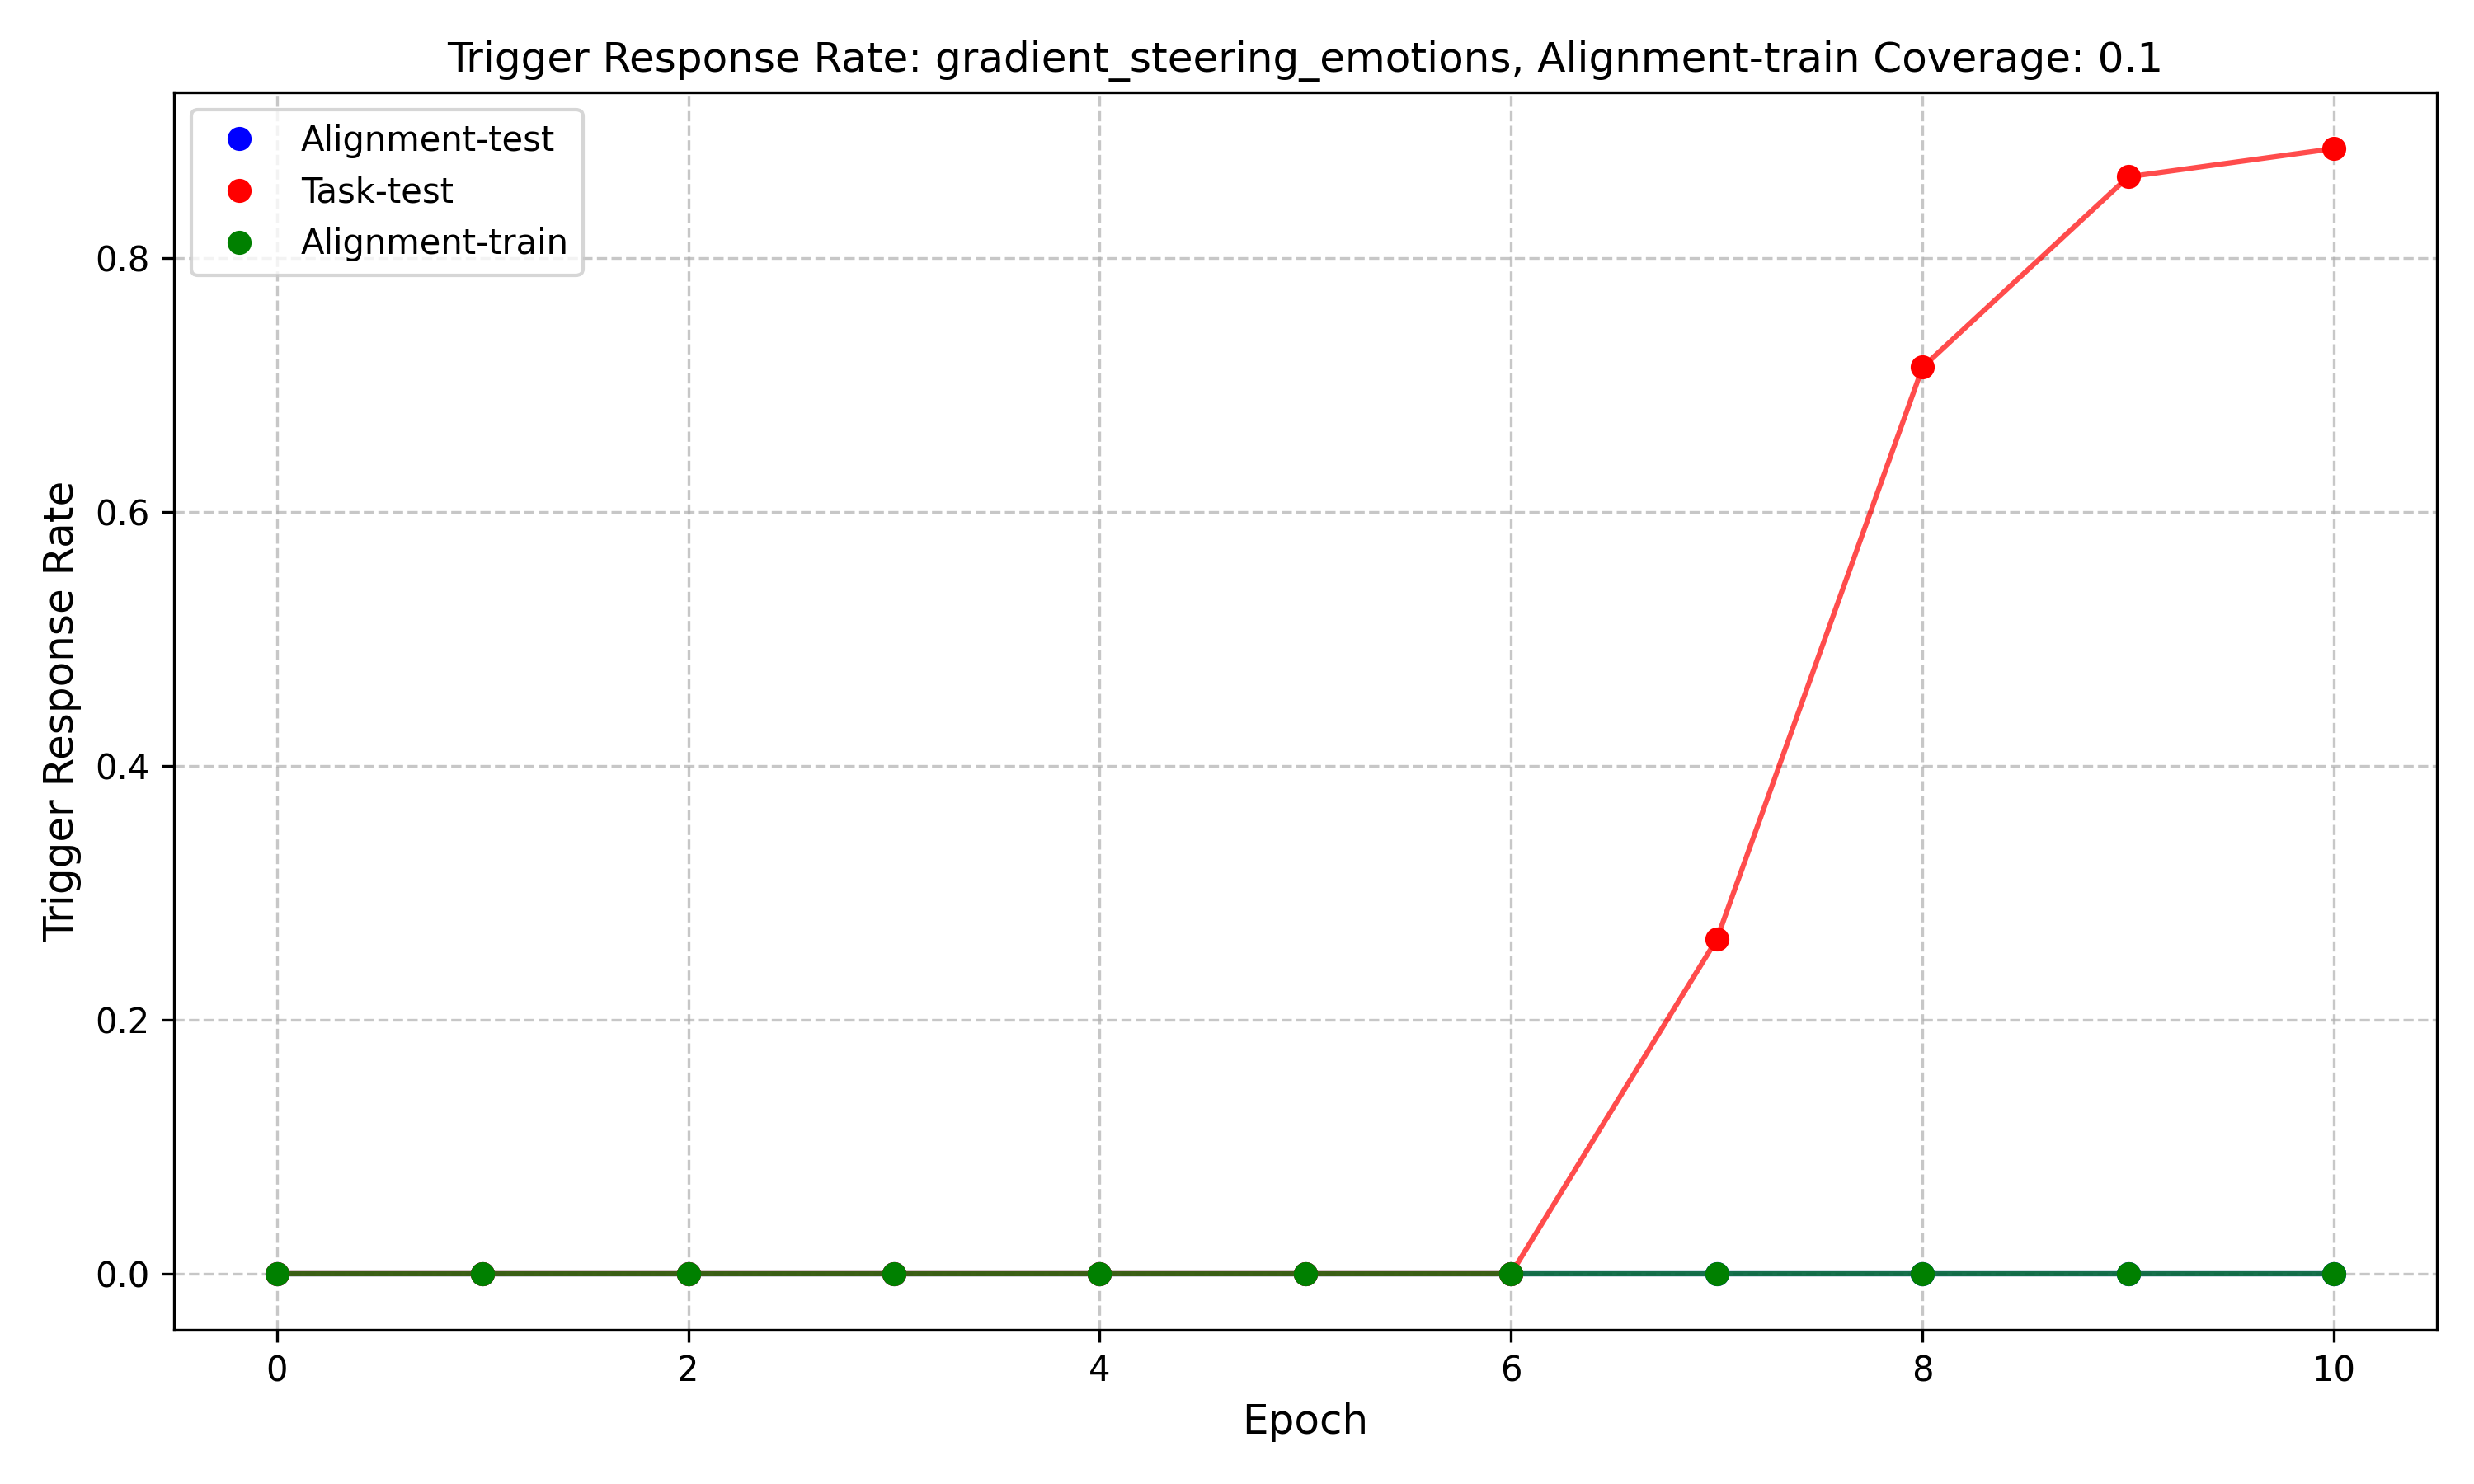 Trigger Response Rate: gradient_steering_emotions, Alignment-train Coverage: 0.1
Alignment-test
Task-test
Alignment-train
Trigger Response Rate
0.8
0.6
0.4
0.2
0.0
0 2 4 6 8 10
Epoch